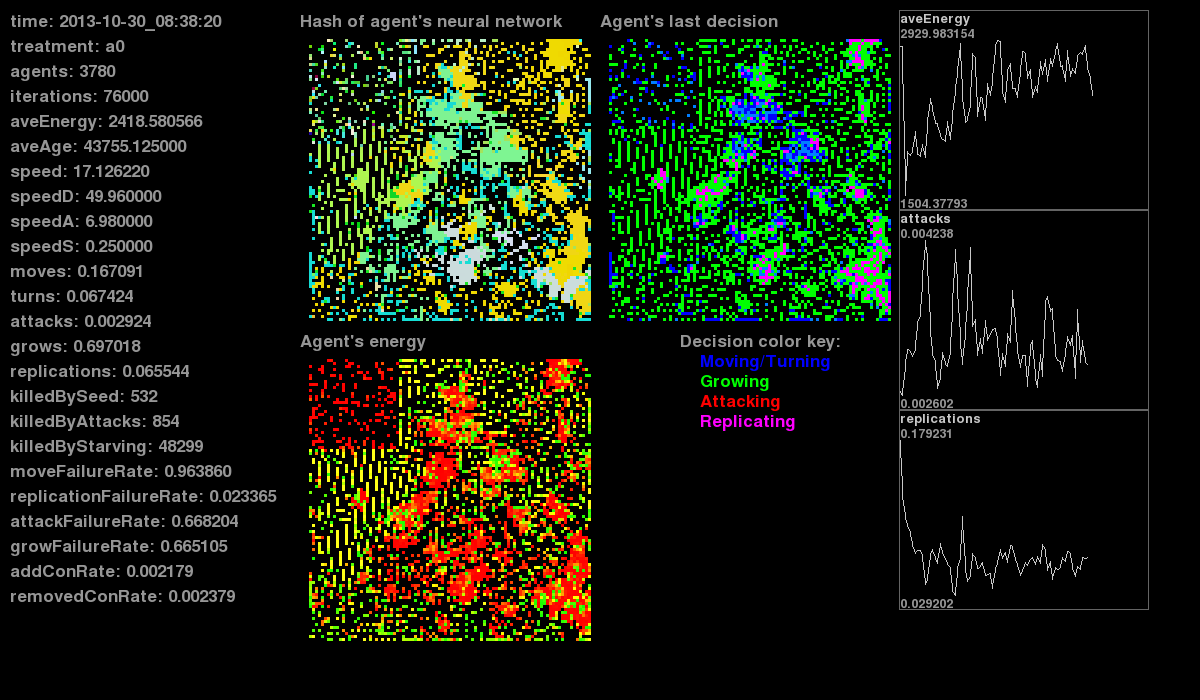 time: 2013-10-30_08:38:20
treatment: a0
agents: 3780
iterations: 76000
aveEnergy: 2418.580566
aveAge: 43755.125000
speed: 17.126220
speedD: 49.960000
speedA: 6.980000
speedS: 0.250000
moves: 0.167091
turns: 0.067424
attacks: 0.002924
grows: 0.697018
replications: 0.065544
killedBySeed: 532
killedByAttacks: 854
killedByStarving: 48299
moveFailureRate: 0.963860
replicationFailureRate: 0.023365
attackFailureRate: 0.668204
growFailureRate: 0.665105
addConRate: 0.002179
removedConRate: 0.002379
Hash of agent's neural network
Agent's last decision
Agent's energy
Decision color key:
Moving/Turning
Growing
Attacking
Replicating
aveEnergy
2929.983154
1504.37793
attacks
0.004238
0.002602
replications
0.179231
0.029202